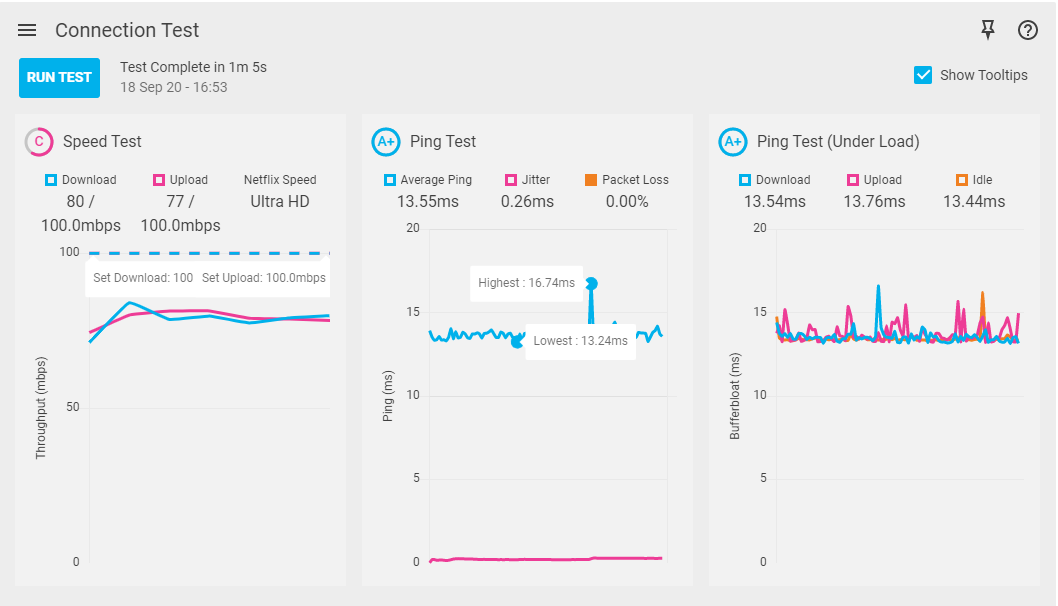 Connection Test
RUN TEST
Test Complete in 1m 5s
18 Sep 20 - 16:53
Show Tooltips
C Speed Test
Download Upload Netflix Speed
80 / 77 / Ultra HD
100.0mbps 100.0mbps
100
Set Download: 100 Set Upload: 100.0mbps
50
0
Throughput (mbps)
A+ Ping Test
Average Ping Jitter Packet Loss
13.55ms 0.26ms 0.00%
20
Highest : 16.74ms
15
Lowest : 13.24ms
10
5
0
Ping (ms)
A+ Ping Test (Under Load)
Download Upload Idle
13.54ms 13.76ms 13.44ms
20
15
10
5
0
Bufferbloat (ms)